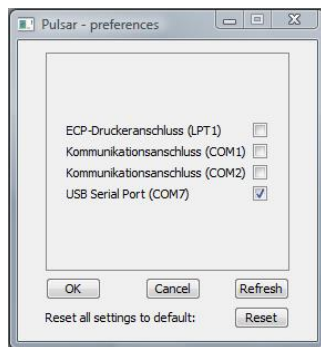 Pulsar - preferences
ECP-Druckeranschluss (LPT1)
Kommunikationsanschluss (COM1)
Kommunikationsanschluss (COM2)
USB Serial Port (COM7)
OK Cancel Refresh
Reset all settings to default: Reset